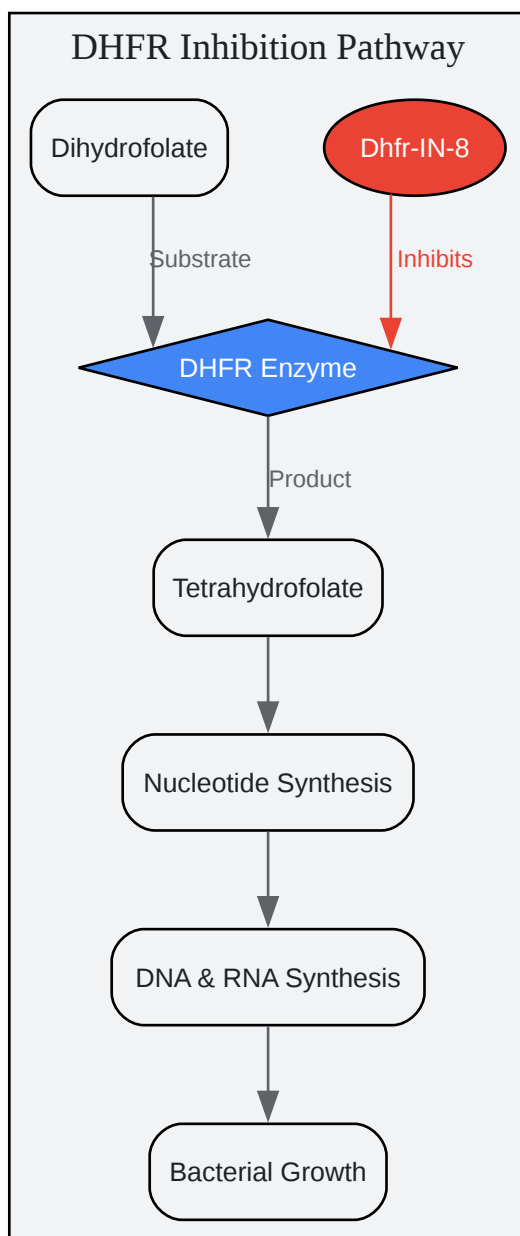 DHFR Inhibition Pathway
Dihydrofolate
Dhfr-IN-8
Substrate
Inhibits
DHFR Enzyme
Product
Tetrahydrofolate
Nucleotide Synthesis
DNA & RNA Synthesis
Bacterial Growth